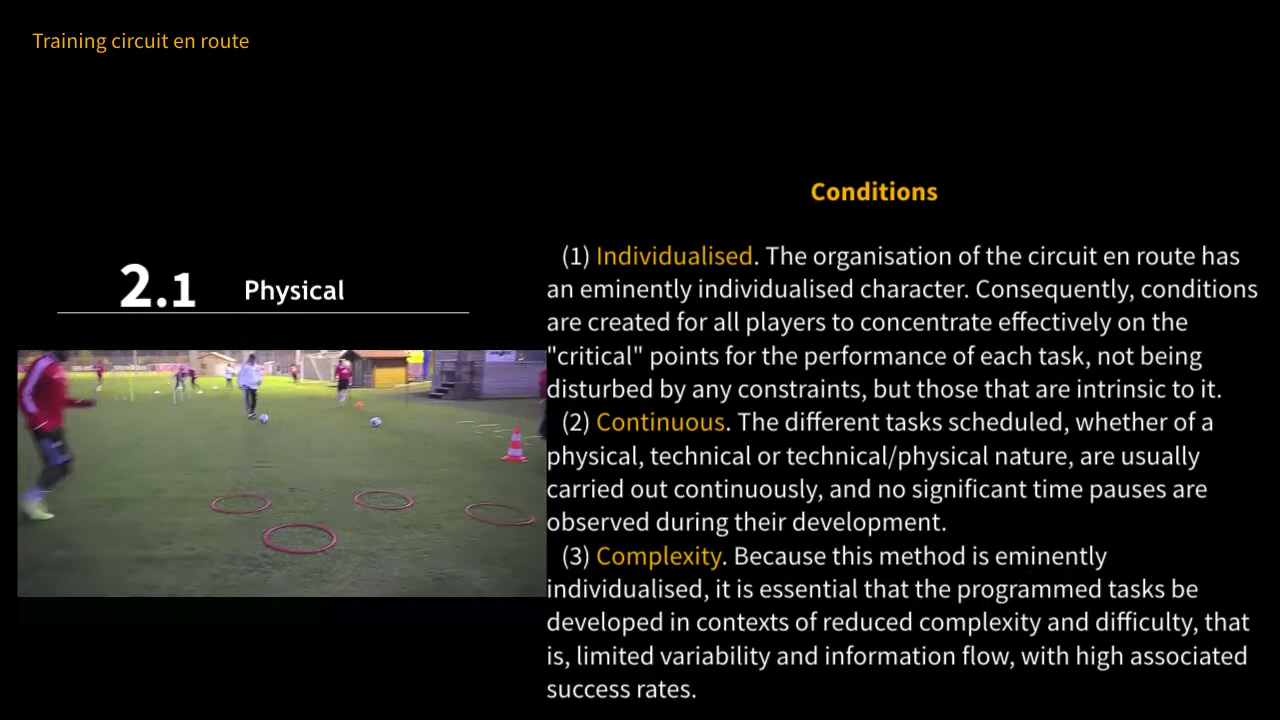 Training circuit en route
Conditions
(1) Individualised. The organisation of the circuit en route has
an eminently individualised character. Consequently, conditions
are created for all players to concentrate effectively on the
"critical" points for the performance of each task, not being
disturbed by any constraints, but those that are intrinsic to it.
(2) Continuous. The different tasks scheduled, whether of a
physical, technical or technical/physical nature, are usually
carried out continuously, and no significant time pauses are
observed during their development.
(3) Complexity. Because this method is eminently
individualised, it is essential that the programmed tasks be
developed in contexts of reduced complexity and difficulty, that
is, limited variability and information flow, with high associated
success rates.
2.1 Physical